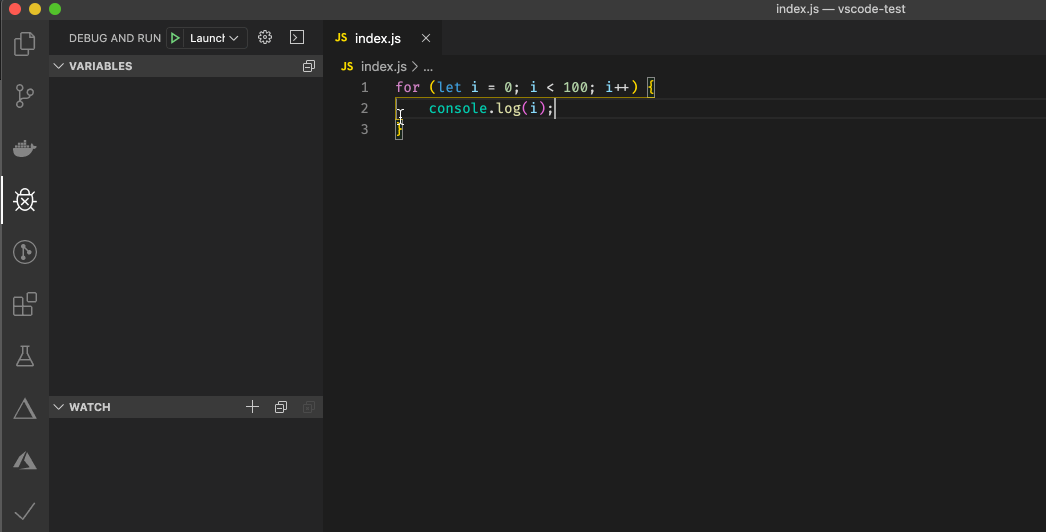 index.js — vscode-test
DEBUG AND RUN Launch
JS index.js
VARIABLES
JS index.js > ...
1 for (let i = 0; i < 100; i++) {
2 console.log(i);
3 }
WATCH